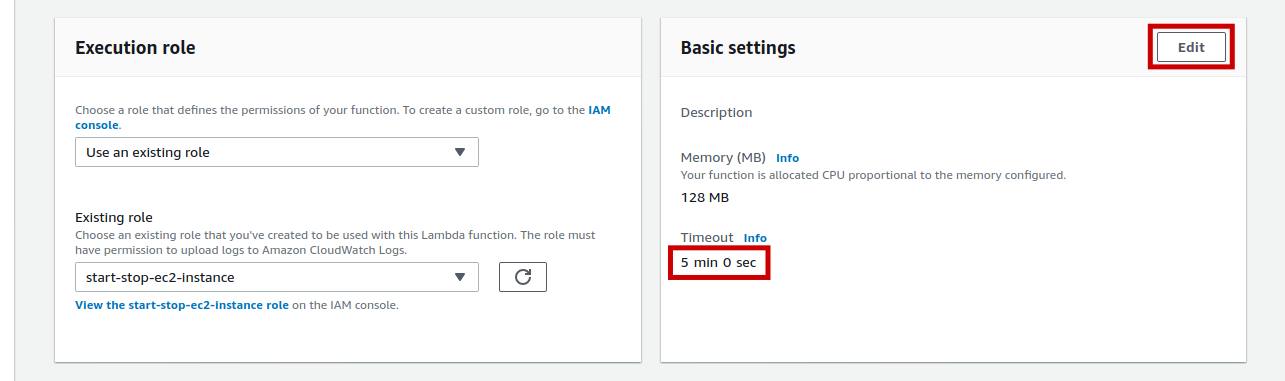 Execution role
Choose a role that defines the permissions of your function. To create a custom role, go to the IAM
console.
Use an existing role
Existing role
Choose an existing role that you've created to be used with this Lambda function. The role must
have permission to upload logs to Amazon CloudWatch Logs.
start-stop-ec2-instance
View the start-stop-ec2-instance role on the IAM console.
Basic settings
Edit
Description
Memory (MB) Info
Your function is allocated CPU proportional to the memory configured.
128 MB
Timeout Info
5 min 0 sec